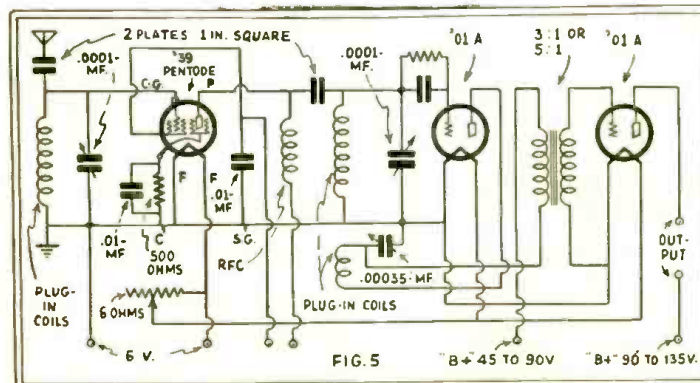 2 PLATES 1 IN. SQUARE
.0001-
MF.
'39
PENTODE
C.G.
P
.0001-
MF.
'01 A
3:1 OR
5:1
'01 A
F
F
.01-
MF
.01-
MF
C
S.G.
500
OHMS
RFC
PLUG-
IN
COILS
PLUG-IN COILS
.00035-MF.
OUT-
PUT
6 OHMS
6 V.
FIG. 5
"B+" 45 TO 90V
"B+" 90 TO 135V.